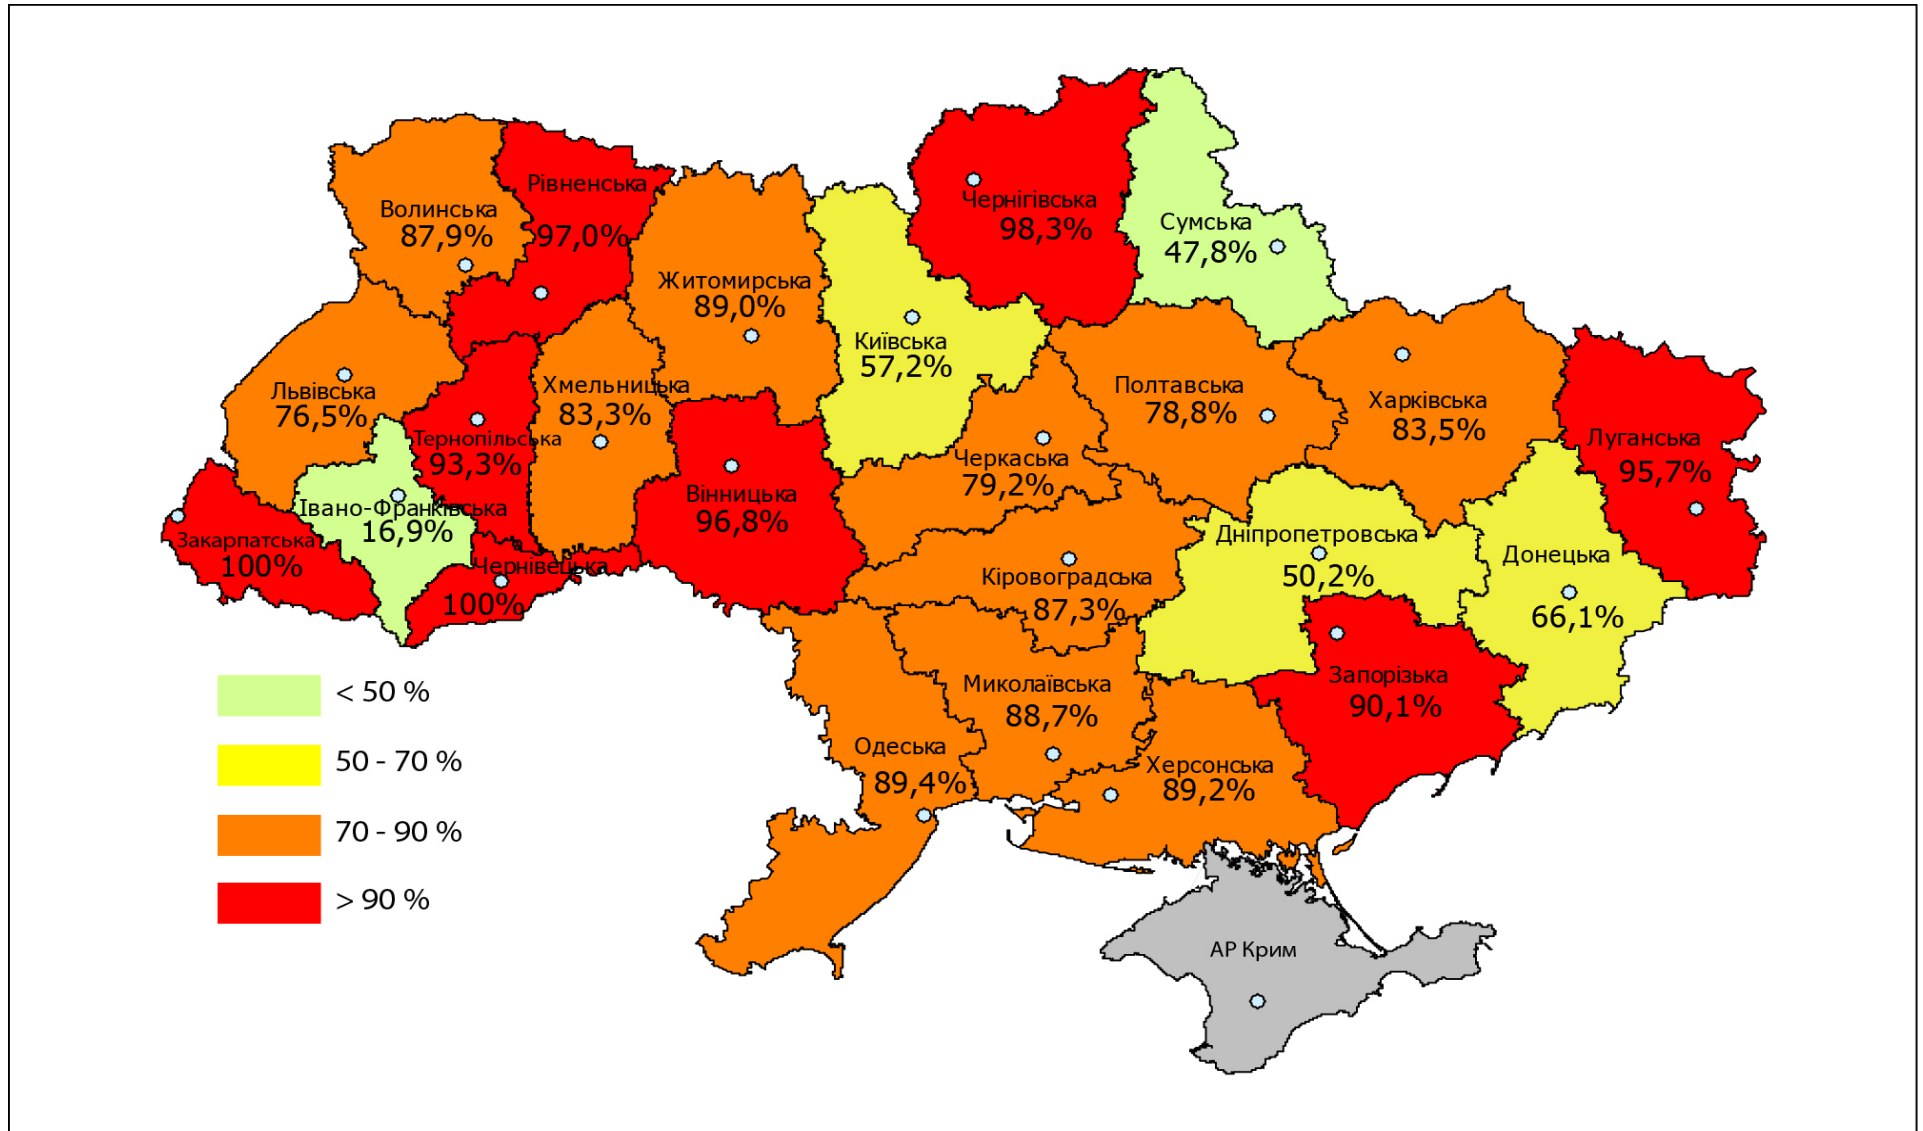 Рівненська
97,0%
Волинська
87,9%
Чернігівська
98,3%
Сумська
47,8%
Житомирська
89,0%
Київська
57,2%
Львівська
76,5%
Хмельницька
83,3%
Тернопільська
93,3%
Полтавська
78,8%
Харківська
83,5%
Луганська
95,7%
Черкаська
79,2%
Вінницька
96,8%
Івано-Франківська
16,9%
Закарпатська
100%
Чернівецька
100%
Дніпропетровська
50,2%
Донецька
66,1%
Кіровоградська
87,3%
Запорізька
90,1%
Миколаївська
88,7%
Одеська
89,4%
Херсонська
89,2%
АР Крим
< 50 %
50 - 70 %
70 - 90 %
> 90 %